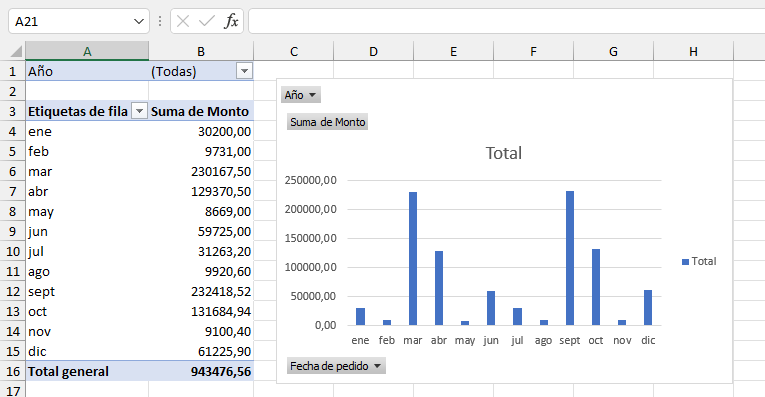 A21 fx
A B C D E F G H
1 Año (Todas)
2
3 Etiquetas de fila Suma de Monto
4 ene 30200,00
5 feb 9731,00
6 mar 230167,50
7 abr 129370,50
8 may 8669,00
9 jun 59725,00
10 jul 31263,20
11 ago 9920,60
12 sept 232418,52
13 oct 131684,94
14 nov 9100,40
15 dic 61225,90
16 Total general 943476,56
17
Año
Suma de Monto
Total
250000,00
200000,00
150000,00
100000,00
50000,00
0,00
ene feb mar abr may jun jul ago sept oct nov dic
Total
Fecha de pedido